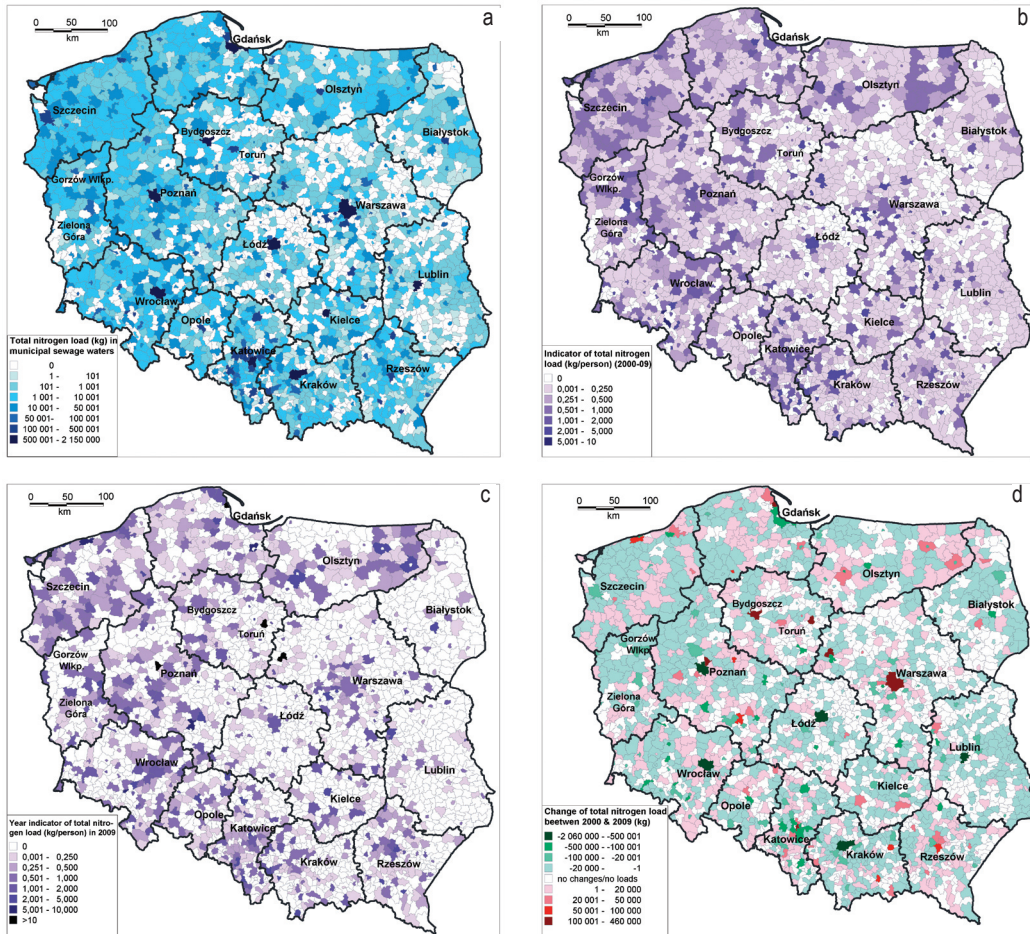 0 50 100
km
a
Gdańsk
Olsztyn
Szczecin
Białystok
Bydgoszcz
Toruń
Gorzów Wlkp.
Poznań
Warszawa
Zielona
Góra
Łódź
Lublin
Wrocław
Opole
Kielce
Katowice
Kraków
Rzeszów
Total nitrogen load (kg) in
municipal sewage waters
0
1 - 101
101 - 1 001
1 001 - 10 001
10 001 - 50 001
50 001 - 100 001
100 001 - 500 001
500 001 - 2 150 000
0 50 100
km
b
Gdańsk
Olsztyn
Szczecin
Białystok
Bydgoszcz
Toruń
Gorzów
Wlkp.
Poznań
Warszawa
Zielona
Góra
Łódź
Lublin
Wrocław
Opole
Kielce
Katowice
Kraków
Rzeszów
Indicator of total nitrogen
load (kg/person) (2000-09)
0
0,001 - 0,250
0,251 - 0,500
0,501 - 1,000
1,001 - 2,000
2,001 - 5,000
5,001 - 10
0 50 100
km
c
Gdańsk
Olsztyn
Szczecin
Białystok
Bydgoszcz
Toruń
Gorzów
Wlkp.
Poznań
Warszawa
Zielona
Góra
Łódź
Lublin
Wrocław
Opole
Kielce
Katowice
Kraków
Rzeszów
Year indicator of total nitro-
gen load (kg/person) in 2009
0
0,001 - 0,250
0,251 - 0,500
0,501 - 1,000
1,001 - 2,000
2,001 - 5,000
5,001 - 10,000
>10
0 50 100
km
d
Gdańsk
Olsztyn
Szczecin
Białystok
Bydgoszcz
Toruń
Gorzów
Wlkp.
Poznań
Warszawa
Zielona
Góra
Łódź
Lublin
Wrocław
Opole
Kielce
Katowice
Kraków
Rzeszów
Change of total nitrogen load
beetwen 2000 & 2009 (kg)
-2 060 000 - -500 001
-500 000 - -100 001
-100 000 - -20 001
-20 000 - -1
no changes/no loads
1 - 20 000
20 001 - 50 000
50 001 - 100 000
100 001 - 460 000